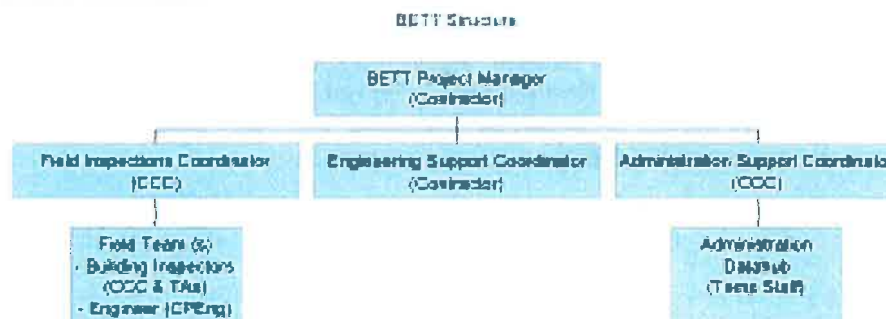 BETT Structure
BETT Project Manager
(Contractor)
Field Inspections Coordinator
(CCC)
Engineering Support Coordinator
(Contractor)
Administration Support Coordinator
(CCC)
Field Team (s)
- Building Inspectors
(CCC & TAs)
- Engineer (CPEng)
Administration
(Temp Staff)